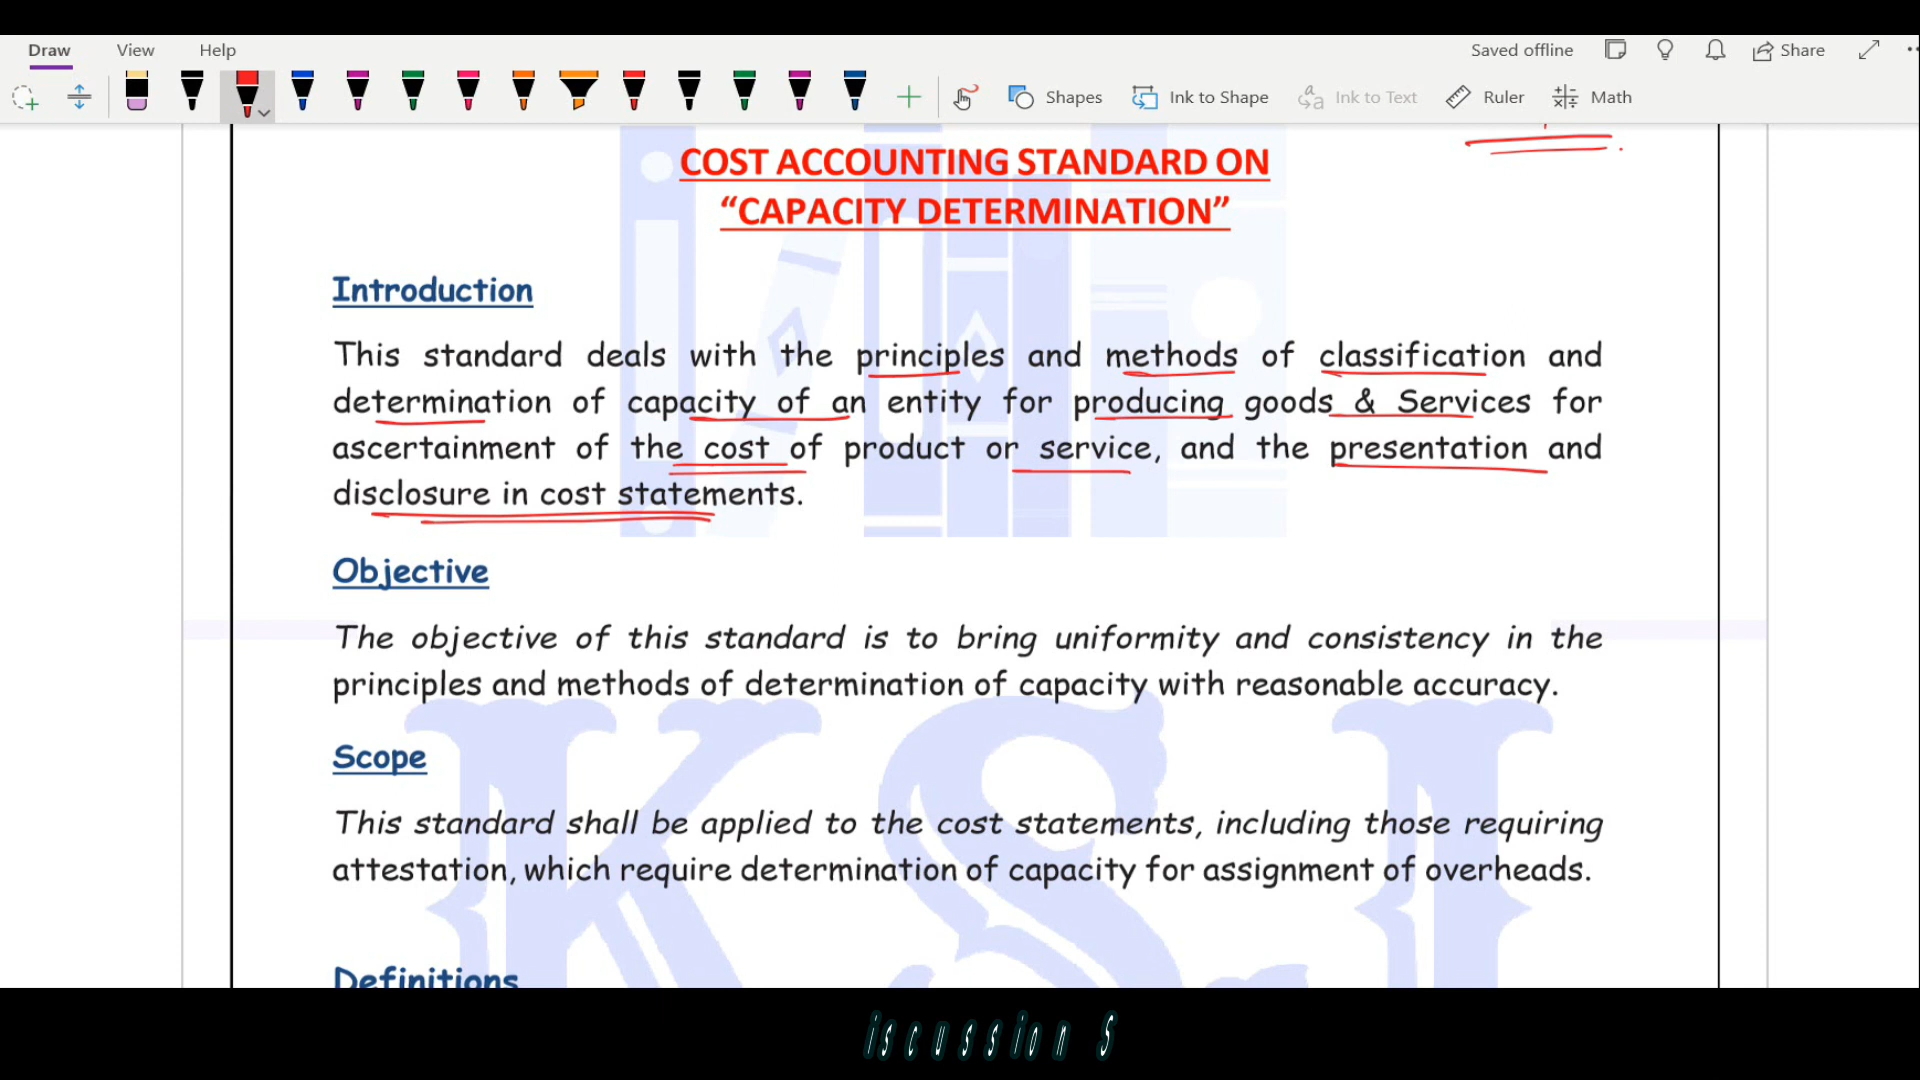 Draw View Help Saved offline Share
Shapes Ink to Shape Ink to Text Ruler Math
COST ACCOUNTING STANDARD ON
“CAPACITY DETERMINATION”
Introduction
This standard deals with the principles and methods of classification and
determination of capacity of an entity for producing goods & Services for
ascertainment of the cost of product or service, and the presentation and
disclosure in cost statements.
Objective
The objective of this standard is to bring uniformity and consistency in the
principles and methods of determination of capacity with reasonable accuracy.
Scope
This standard shall be applied to the cost statements, including those requiring
attestation, which require determination of capacity for assignment of overheads.
Definitions
KSJ
iscussion S